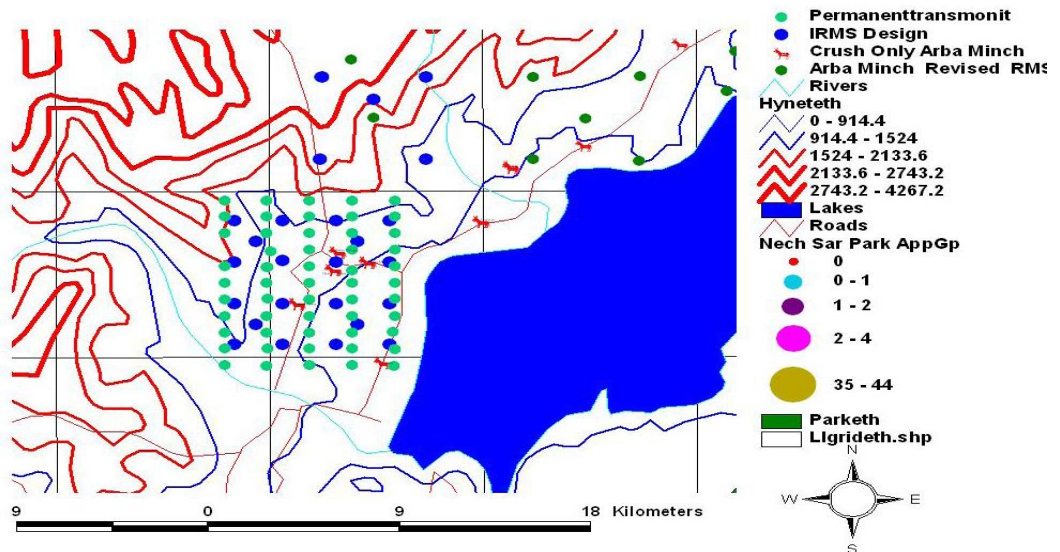 Permanenttransmonit
IRMS Design
Crush Only Arba Minch
Arba Minch Revised RMS
Rivers
Hyneteth
0 - 914.4
914.4 - 1524
1524 - 2133.6
2133.6 - 2743.2
2743.2 - 4267.2
Lakes
Roads
Nech Sar Park AppGp
0
0 - 1
1 - 2
2 - 4
35 - 44
Parketh
Llgrideth.shp
N
W E
S
9 0 9 18 Kilometers